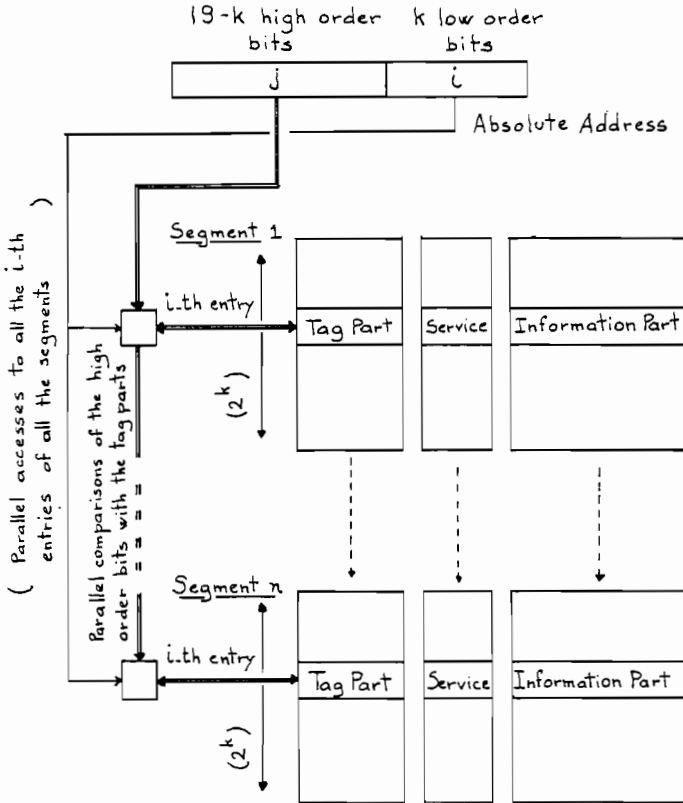 19-k high order
bits
k low order
bits
j
i
Absolute Address
( Parallel accesses to all the i-th
entries of all the segments )
Parallel comparisons of the high
order bits with the tag parts
Segment 1
i-th entry
(2^k)
Tag Part
Service
Information Part
Segment n
i-th entry
(2^k)
Tag Part
Service
Information Part